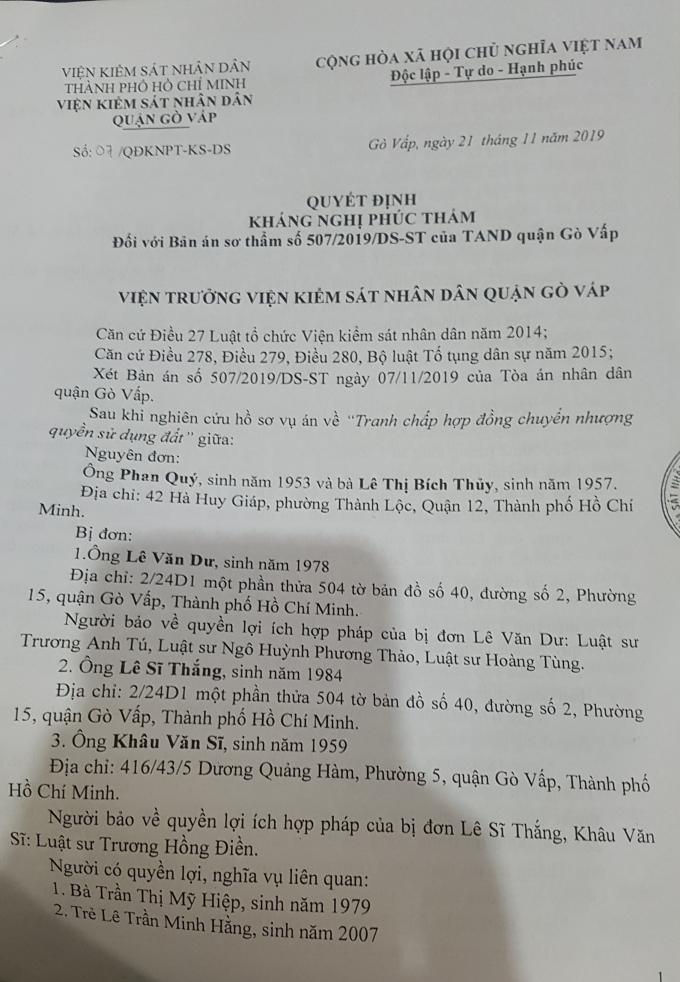 VIỆN KIỂM SÁT NHÂN DÂN
THÀNH PHỐ HỒ CHÍ MINH
VIỆN KIỂM SÁT NHÂN DÂN
QUẬN GÒ VẤP
Số: 07 /QĐKNPT-KS-DS
CỘNG HÒA XÃ HỘI CHỦ NGHĨA VIỆT NAM
Độc lập - Tự do - Hạnh phúc
Gò Vấp, ngày 21 tháng 11 năm 2019
QUYẾT ĐỊNH
KHÁNG NGHỊ PHÚC THẨM
Đối với Bản án sơ thẩm số 507/2019/DS-ST của TAND quận Gò Vấp
VIỆN TRƯỞNG VIỆN KIỂM SÁT NHÂN DÂN QUẬN GÒ VẤP
Căn cứ Điều 27 Luật tổ chức Viện kiểm sát nhân dân năm 2014;
Căn cứ Điều 278, Điều 279, Điều 280, Bộ luật Tố tụng dân sự năm 2015;
Xét Bản án số 507/2019/DS-ST ngày 07/11/2019 của Tòa án nhân dân
quận Gò Vấp.
Sau khi nghiên cứu hồ sơ vụ án về “Tranh chấp hợp đồng chuyển nhượng
quyền sử dụng đất” giữa:
Nguyên đơn:
Ông Phan Quý, sinh năm 1953 và bà Lê Thị Bích Thủy, sinh năm 1957.
Địa chỉ: 42 Hà Huy Giáp, phường Thành Lộc, Quận 12, Thành phố Hồ Chí
Minh.
Bị đơn:
1.Ông Lê Văn Dư, sinh năm 1978
Địa chỉ: 2/24D1 một phần thửa 504 tờ bản đồ số 40, đường số 2, Phường
15, quận Gò Vấp, Thành phố Hồ Chí Minh.
Người bảo về quyền lợi ích hợp pháp của bị đơn Lê Văn Dư: Luật sư
Trương Anh Tú, Luật sư Ngô Huỳnh Phương Thảo, Luật sư Hoàng Tùng.
2. Ông Lê Sĩ Thắng, sinh năm 1984
Địa chỉ: 2/24D1 một phần thửa 504 tờ bản đồ số 40, đường số 2, Phường
15, quận Gò Vấp, Thành phố Hồ Chí Minh.
3. Ông Khâu Văn Sĩ, sinh năm 1959
Địa chỉ: 416/43/5 Dương Quảng Hàm, Phường 5, quận Gò Vấp, Thành phố
Hồ Chí Minh.
Người bảo về quyền lợi ích hợp pháp của bị đơn Lê Sĩ Thắng, Khâu Văn
Sĩ: Luật sư Trương Hồng Điền.
Người có quyền lợi, nghĩa vụ liên quan:
1. Bà Trần Thị Mỹ Hiệp, sinh năm 1979
2. Trẻ Lê Trần Minh Hằng, sinh năm 2007
1